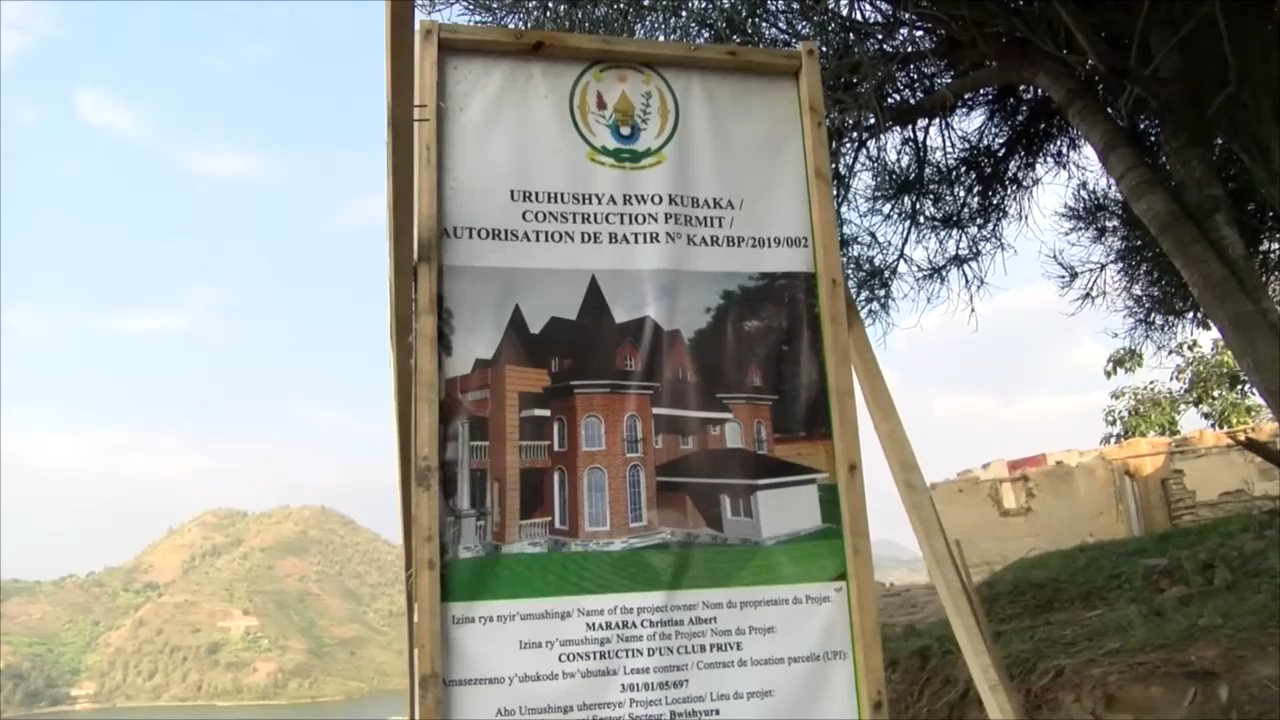 URUHUSHYA RWO KUBAKA /
CONSTRUCTION PERMIT /
AUTORISATION DE BATIR N° KAR/BP/2019/002
Izina rya nyir'umushinga/ Name of the project owner/ Nom du proprietaire du Projet:
MARARA Christian Albert
Izina ry'umushinga/ Name of the Project/ Nom du Projet:
CONSTRUCTIN D'UN CLUB PRIVE
Amasezerano y'ubukode bw'ubutaka/ Lease contract / Contract de location parcelle (UPI):
3/01/01/05/697
Aho Umushinga uherereye/ Project Location/ Lieu du projet:
Sector/ Secteur: Bwishyura